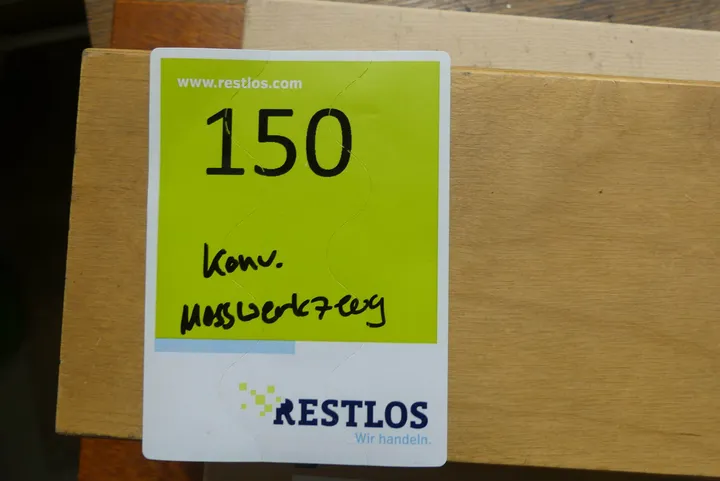 www.restlos.com
150
Konv.
Messwerkzeug
RESTLOS
Wir handeln.